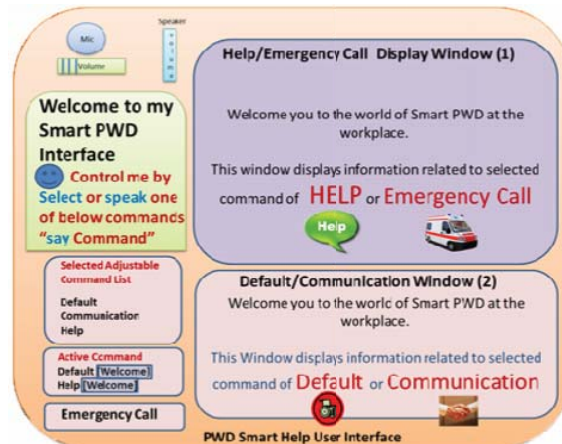 Speaker
Mic
Volume
volume
Welcome to my
Smart PWD
Interface
Control me by
Select or speak one
of below commands
"say Command"
Selected Adjustable
Command List
Default
Communication
Help
Active Command
Default [Welcome]
Help [Welcome]
Emergency Call
Help/Emergency Call Display Window (1)
Welcome you to the world of Smart PWD at the
workplace.
This window displays information related to selected
command of HELP or Emergency Call
Help
Default/Communication Window (2)
Welcome you to the world of Smart PWD at the
workplace.
This Window displays information related to selected
command of Default or Communication
PWD Smart Help User Interface